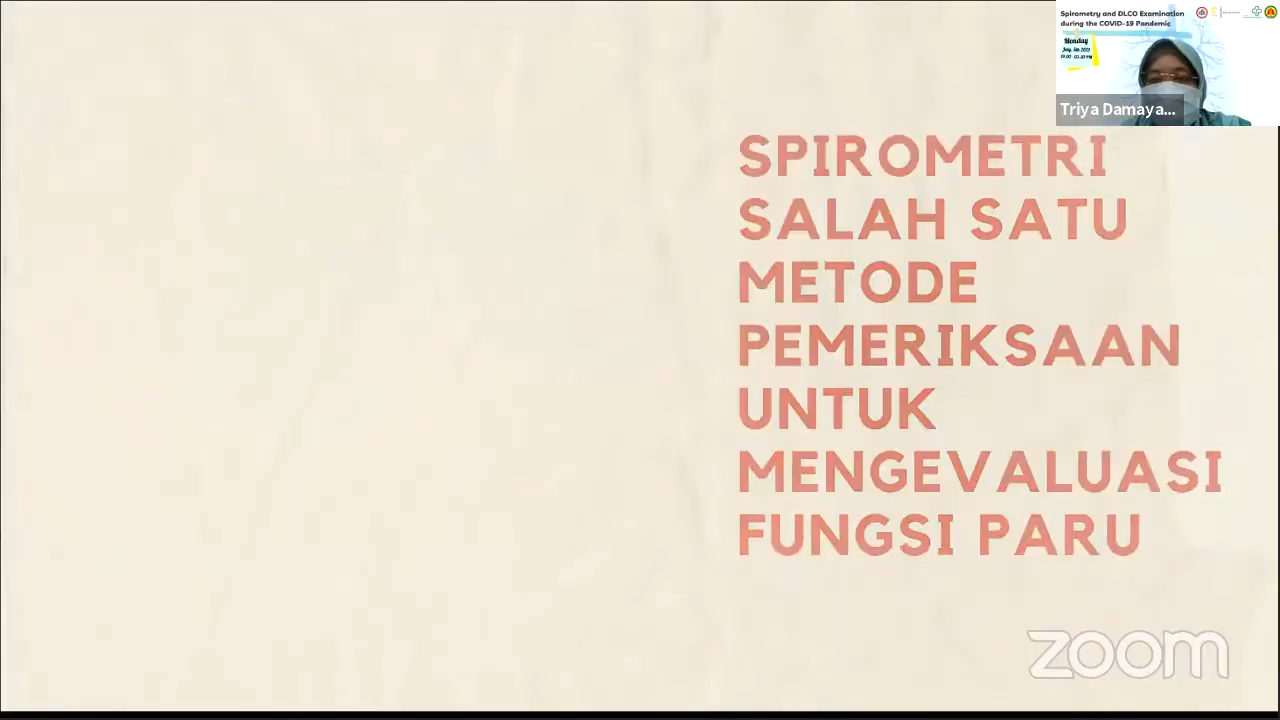 Spirometry and DLCO Examination
during the COVID-19 Pandemic
Monday
Triya Damaya...
SPIROMETRI
SALAH SATU
METODE
PEMERIKSAAN
UNTUK
MENGEVALUASI
FUNGSI PARU
zoom